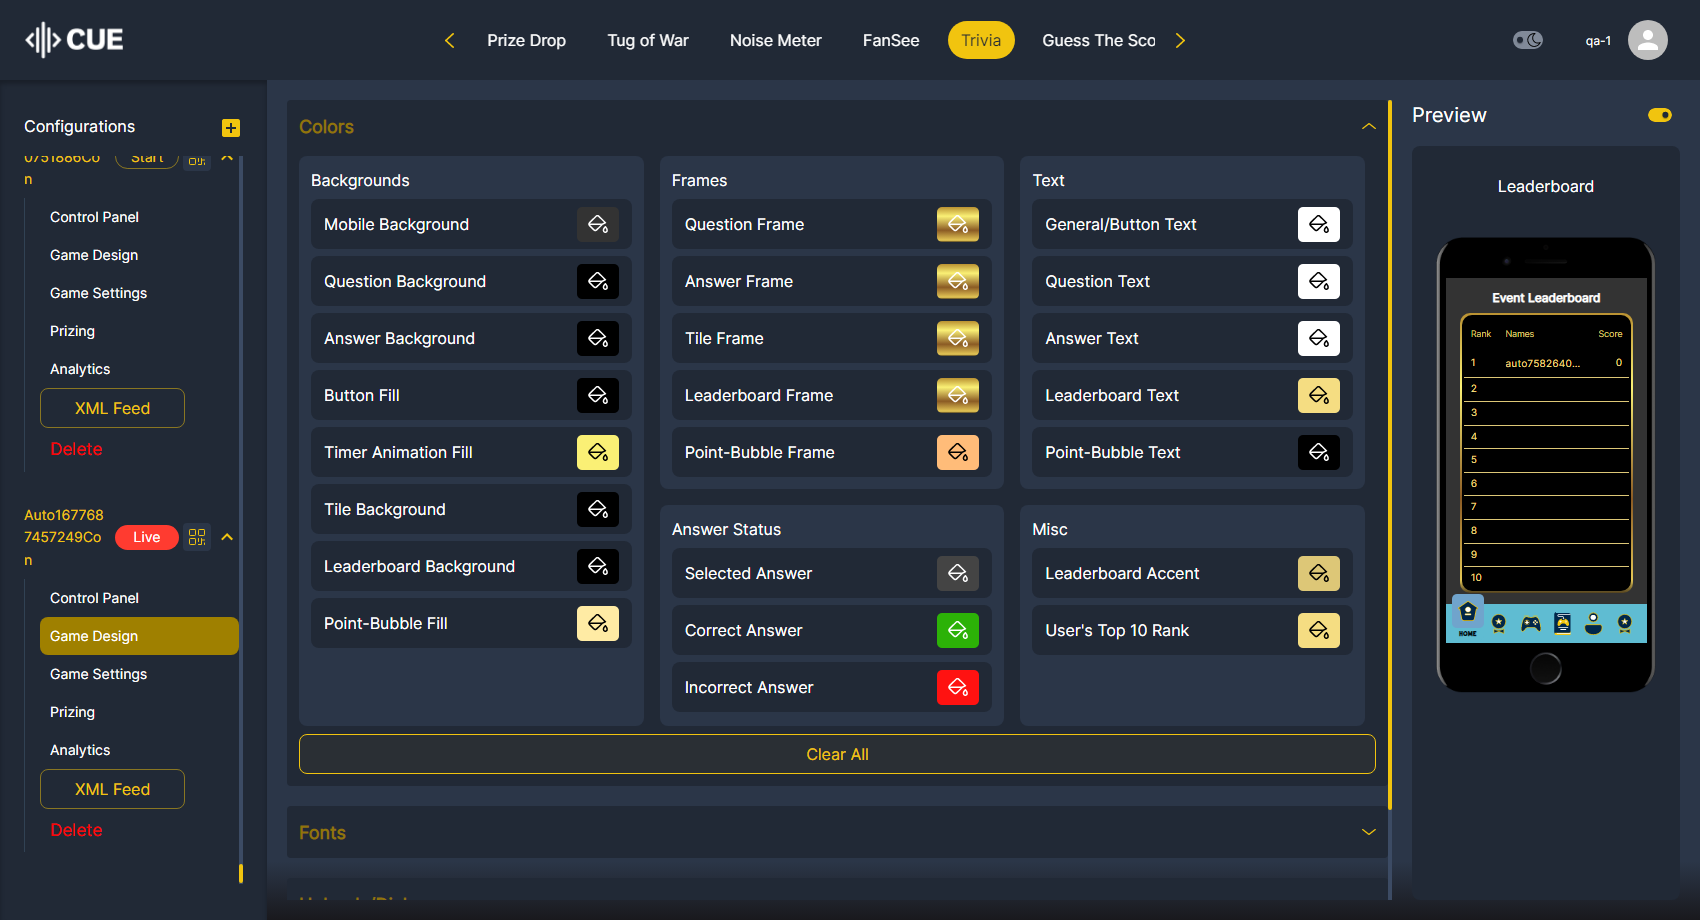 CUE
Prize Drop
Tug of War
Noise Meter
FanSee
Trivia
Guess The Sco
qa-1
Configurations
0751886Co
n
Start
Control Panel
Game Design
Game Settings
Prizing
Analytics
XML Feed
Delete
Auto167768
7457249Co
n
Live
Control Panel
Game Design
Game Settings
Prizing
Analytics
XML Feed
Delete
Colors
Backgrounds
Mobile Background
Question Background
Answer Background
Button Fill
Timer Animation Fill
Tile Background
Leaderboard Background
Point-Bubble Fill
Frames
Question Frame
Answer Frame
Tile Frame
Leaderboard Frame
Point-Bubble Frame
Text
General/Button Text
Question Text
Answer Text
Leaderboard Text
Point-Bubble Text
Answer Status
Selected Answer
Correct Answer
Incorrect Answer
Misc
Leaderboard Accent
User's Top 10 Rank
Clear All
Fonts
Preview
Leaderboard
Event Leaderboard
Rank Names Score
1 auto7582640... 0
2
3
4
5
6
7
8
9
10
HOME